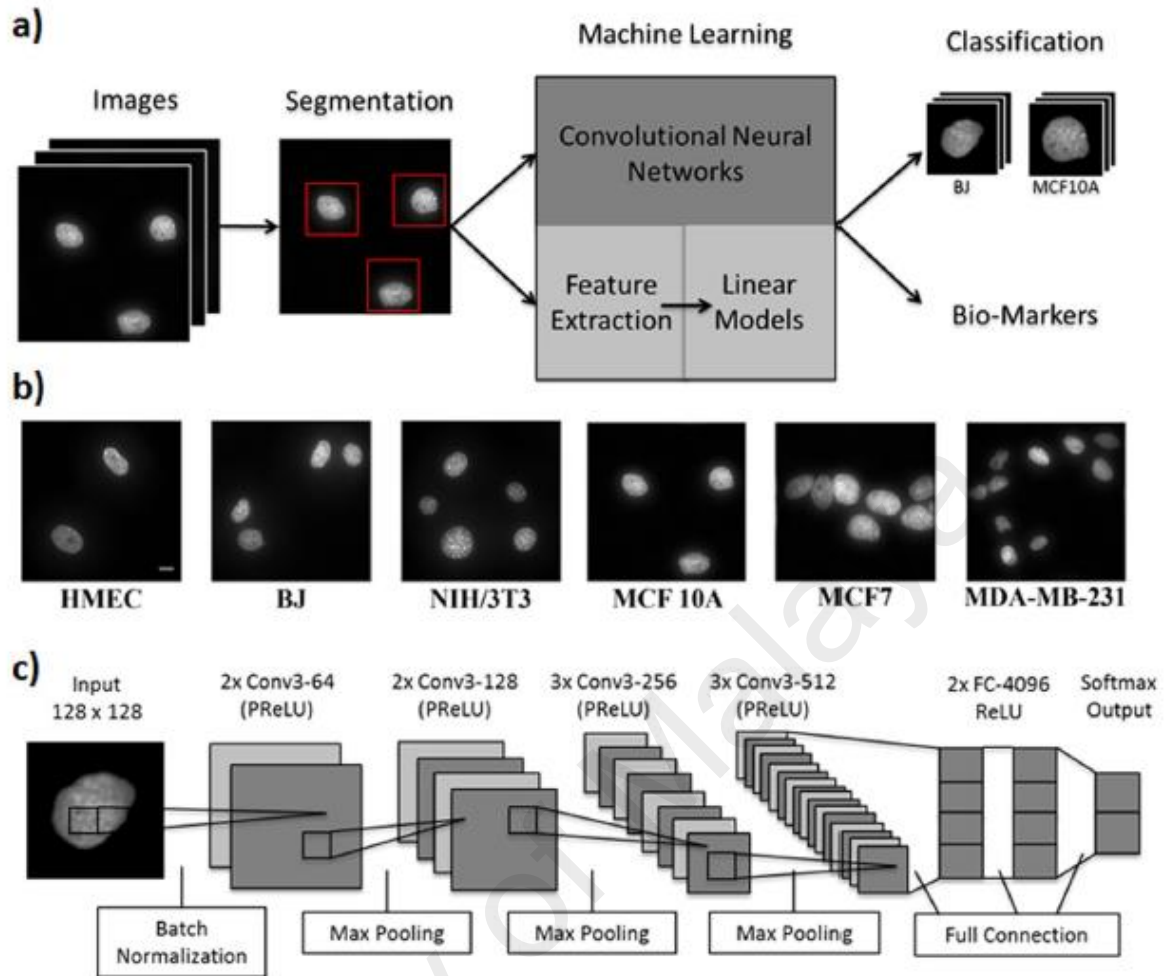 a)
Images
Segmentation
Machine Learning
Classification
Convolutional Neural
Networks
Feature
Extraction
Linear
Models
BJ
MCF10A
Bio-Markers
b)
HMEC
BJ
NIH/3T3
MCF 10A
MCF7
MDA-MB-231
c)
Input
128 x 128
2x Conv3-64
(PReLU)
2x Conv3-128
(PReLU)
3x Conv3-256
(PReLU)
3x Conv3-512
(PReLU)
2x FC-4096
ReLU
Softmax
Output
Batch
Normalization
Max Pooling
Max Pooling
Max Pooling
Full Connection
of Malaya